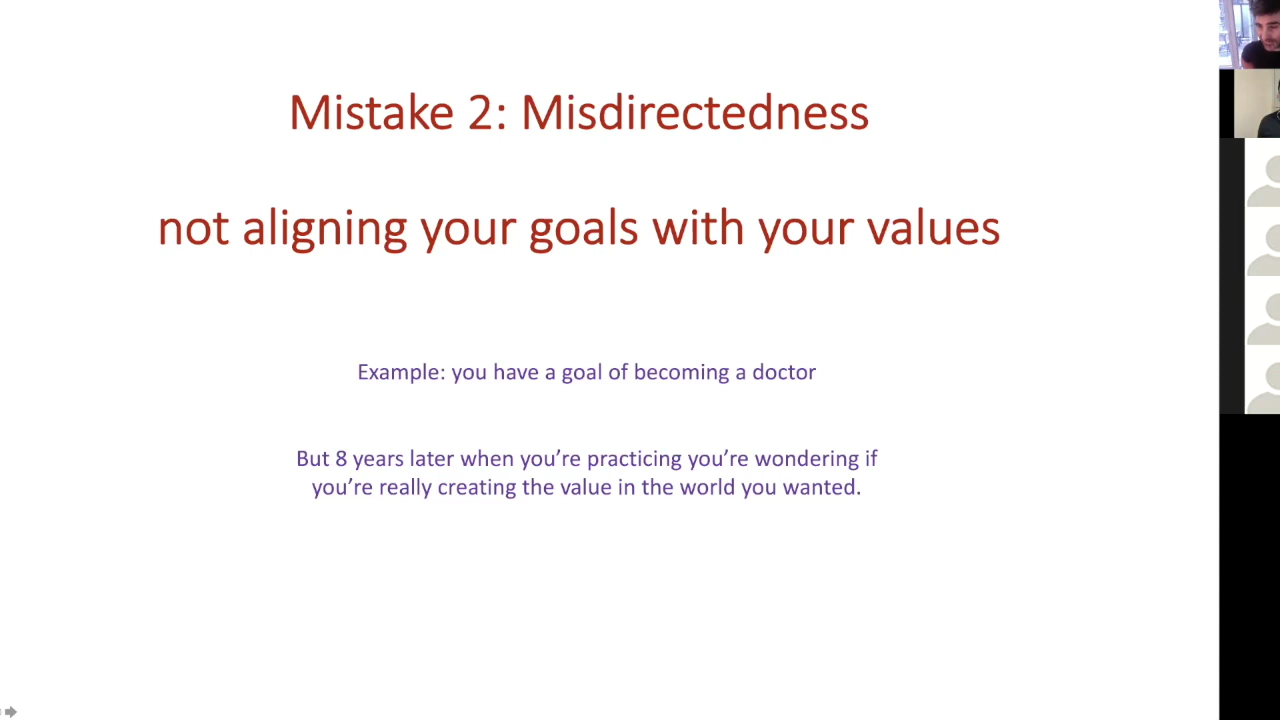 Mistake 2: Misdirectedness
not aligning your goals with your values
Example: you have a goal of becoming a doctor
But 8 years later when you’re practicing you’re wondering if
you’re really creating the value in the world you wanted.